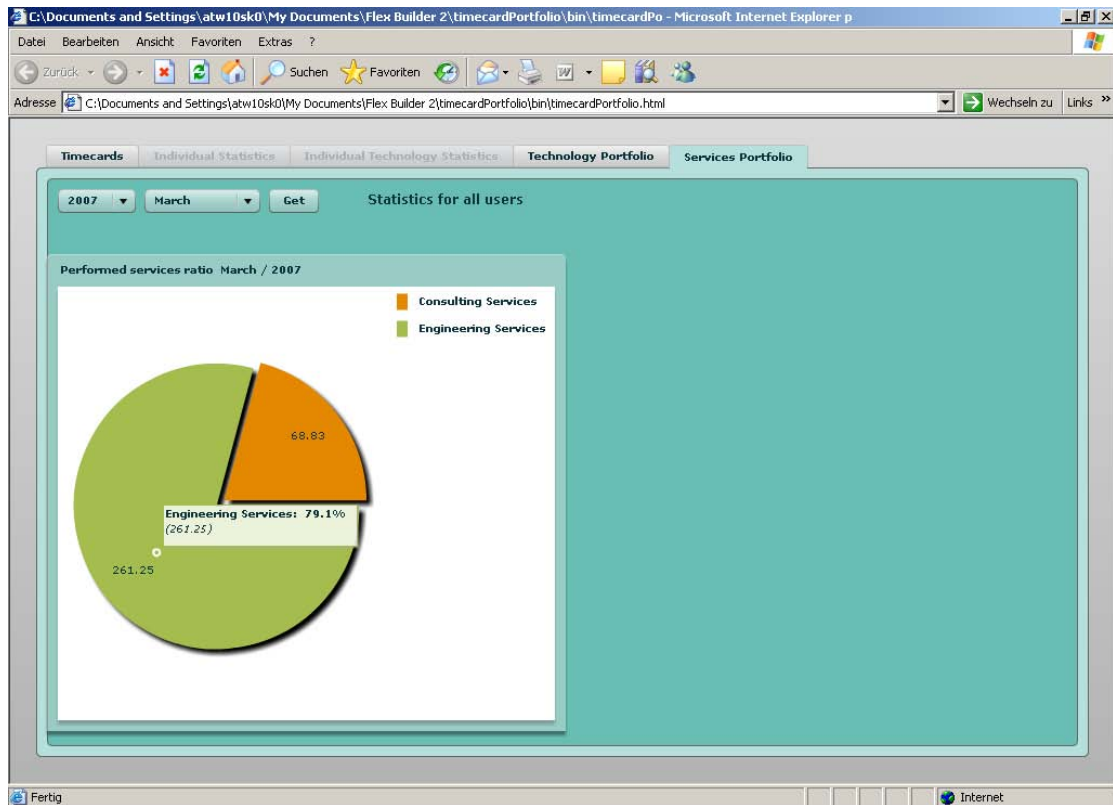 C:\Documents and Settings\atw10sk0\My Documents\Flex Builder 2\timecardPortfolio\bin\timecardPo - Microsoft Internet Explorer p
Datei Bearbeiten Ansicht Favoriten Extras ?
Zurück Suchen Favoriten
Adresse C:\Documents and Settings\atw10sk0\My Documents\Flex Builder 2\timecardPortfolio\bin\timecardPortfolio.html Wechseln zu Links »
Timecards Individual Statistics Individual Technology Statistics Technology Portfolio Services Portfolio
2007 March Get Statistics for all users
Performed services ratio March / 2007
Consulting Services
Engineering Services
68.83
Engineering Services: 79.1%
(261.25)
261.25
Fertig Internet